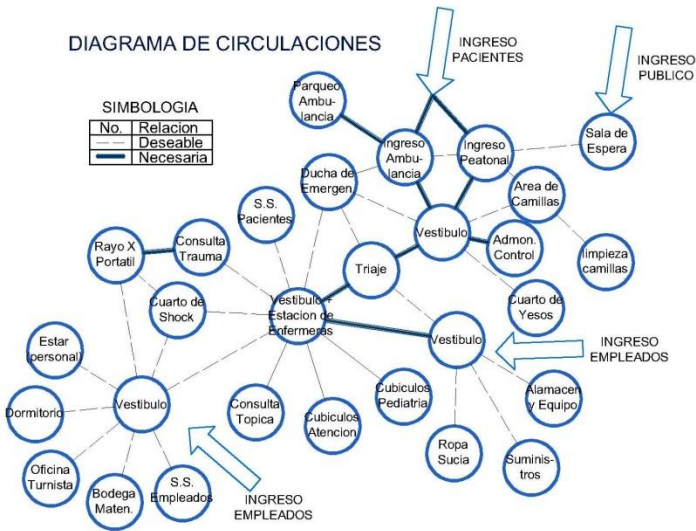 DIAGRAMA DE CIRCULACIONES
INGRESO
PACIENTES
INGRESO
PUBLICO
SIMBOLOGIA
No. Relacion
Deseable
Necesaria
Parqueo
Ambu-
lancia
Ingreso
Ambu-
lancia
Ingreso
Peatonal
Sala de
Espera
Ducha de
Emergen.
Area de
Camillas
S.S.
Pacientes
Vestibulo
Admon.
Control
limpieza
camillas
Rayo X
Portatil
Consulta
Trauma
Triaje
Cuarto de
Shock
Vestibulo +
Estacion de
Enfermeras
Cuarto de
Yesos
Vestibulo
INGRESO
EMPLEADOS
Estar
(personal)
Dormitorio
Vestibulo
Consulta
Topica
Cubiculos
Atencion
Cubiculos
Pediatria
Alamacen
y Equipo
Ropa
Sucia
Suminis-
tros
Oficina
Turnista
Bodega
Maten.
S.S.
Empleados
INGRESO
EMPLEADOS